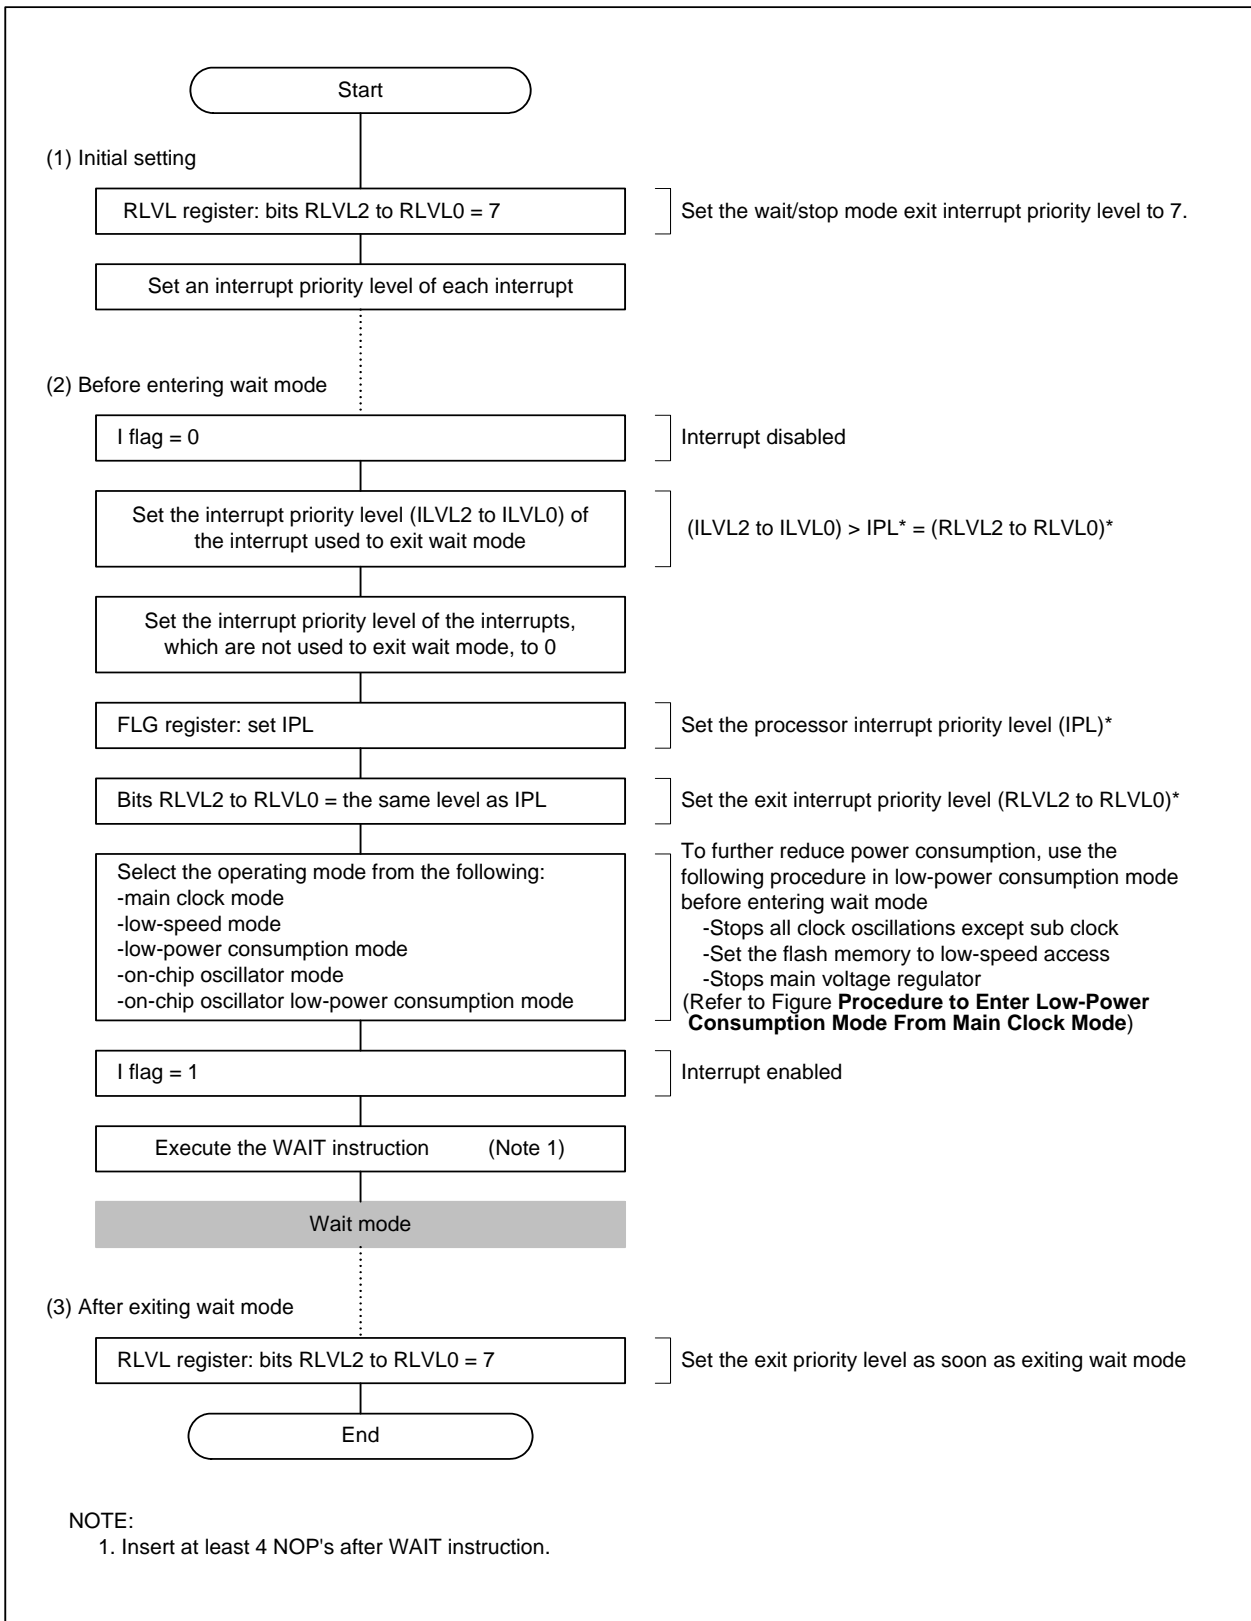 Start
(1) Initial setting
RLVL register: bits RLVL2 to RLVL0 = 7
Set the wait/stop mode exit interrupt priority level to 7.
Set an interrupt priority level of each interrupt
(2) Before entering wait mode
I flag = 0
Interrupt disabled
Set the interrupt priority level (ILVL2 to ILVL0) of
the interrupt used to exit wait mode
(ILVL2 to ILVL0) > IPL* = (RLVL2 to RLVL0)*
Set the interrupt priority level of the interrupts,
which are not used to exit wait mode, to 0
FLG register: set IPL
Set the processor interrupt priority level (IPL)*
Bits RLVL2 to RLVL0 = the same level as IPL
Set the exit interrupt priority level (RLVL2 to RLVL0)*
Select the operating mode from the following:
-main clock mode
-low-speed mode
-low-power consumption mode
-on-chip oscillator mode
-on-chip oscillator low-power consumption mode
To further reduce power consumption, use the
following procedure in low-power consumption mode
before entering wait mode
-Stops all clock oscillations except sub clock
-Set the flash memory to low-speed access
-Stops main voltage regulator
(Refer to Figure Procedure to Enter Low-Power
Consumption Mode From Main Clock Mode)
I flag = 1
Interrupt enabled
Execute the WAIT instruction (Note 1)
Wait mode
(3) After exiting wait mode
RLVL register: bits RLVL2 to RLVL0 = 7
Set the exit priority level as soon as exiting wait mode
End
NOTE:
1. Insert at least 4 NOP's after WAIT instruction.